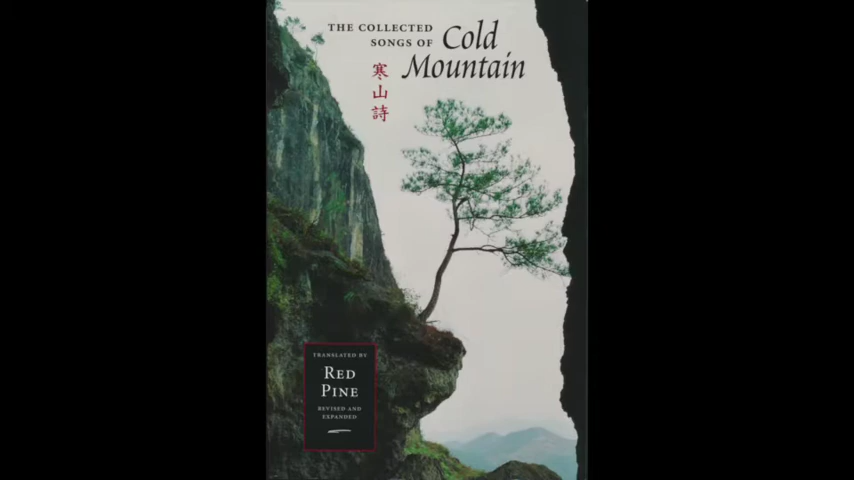 THE COLLECTED
SONGS OF
Cold
Mountain
寒
山
詩
TRANSLATED BY
RED
PINE
REVISED AND
EXPANDED